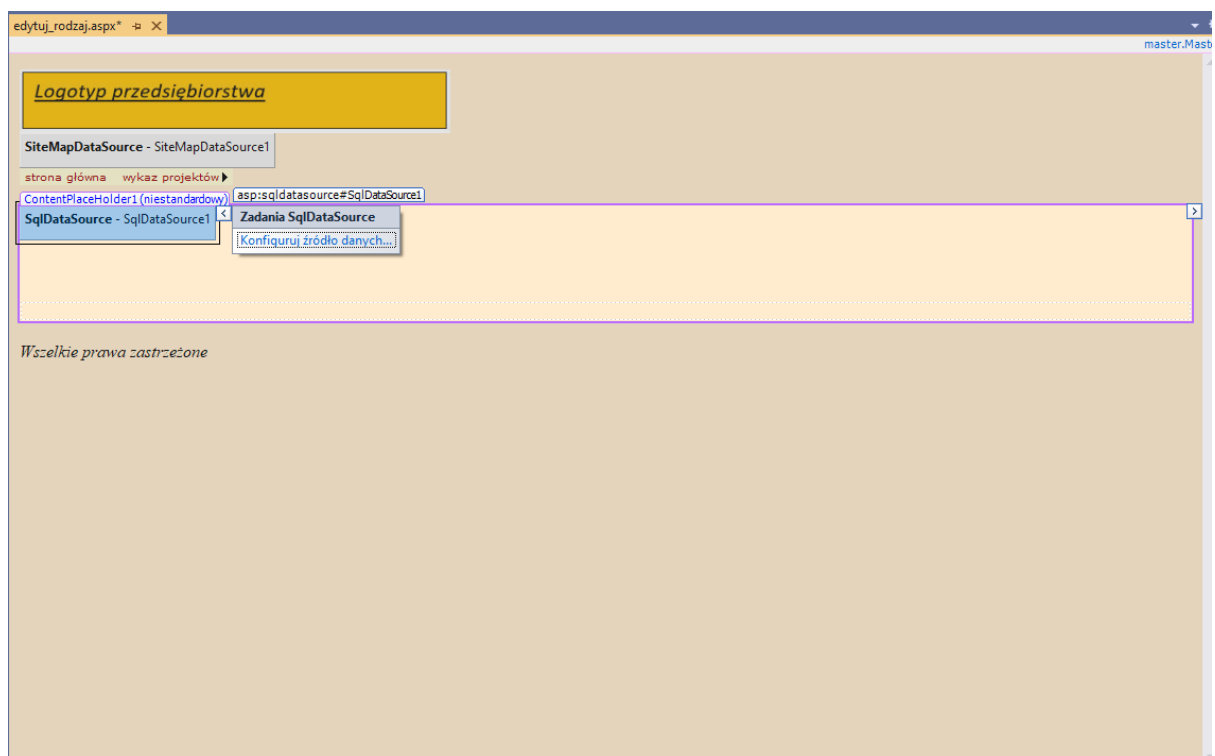 edytuj_rodzaj.aspx*
master.Mast
Logotyp przedsiębiorstwa
SiteMapDataSource - SiteMapDataSource1
strona główna wykaz projektów
ContentPlaceHolder1 (niestandardowy) asp:sqldatasource#SqlDataSource1
SqlDataSource - SqlDataSource1 Zadania SqlDataSource
Konfiguruj źródło danych...
Wszelkie prawa zastrzeżone